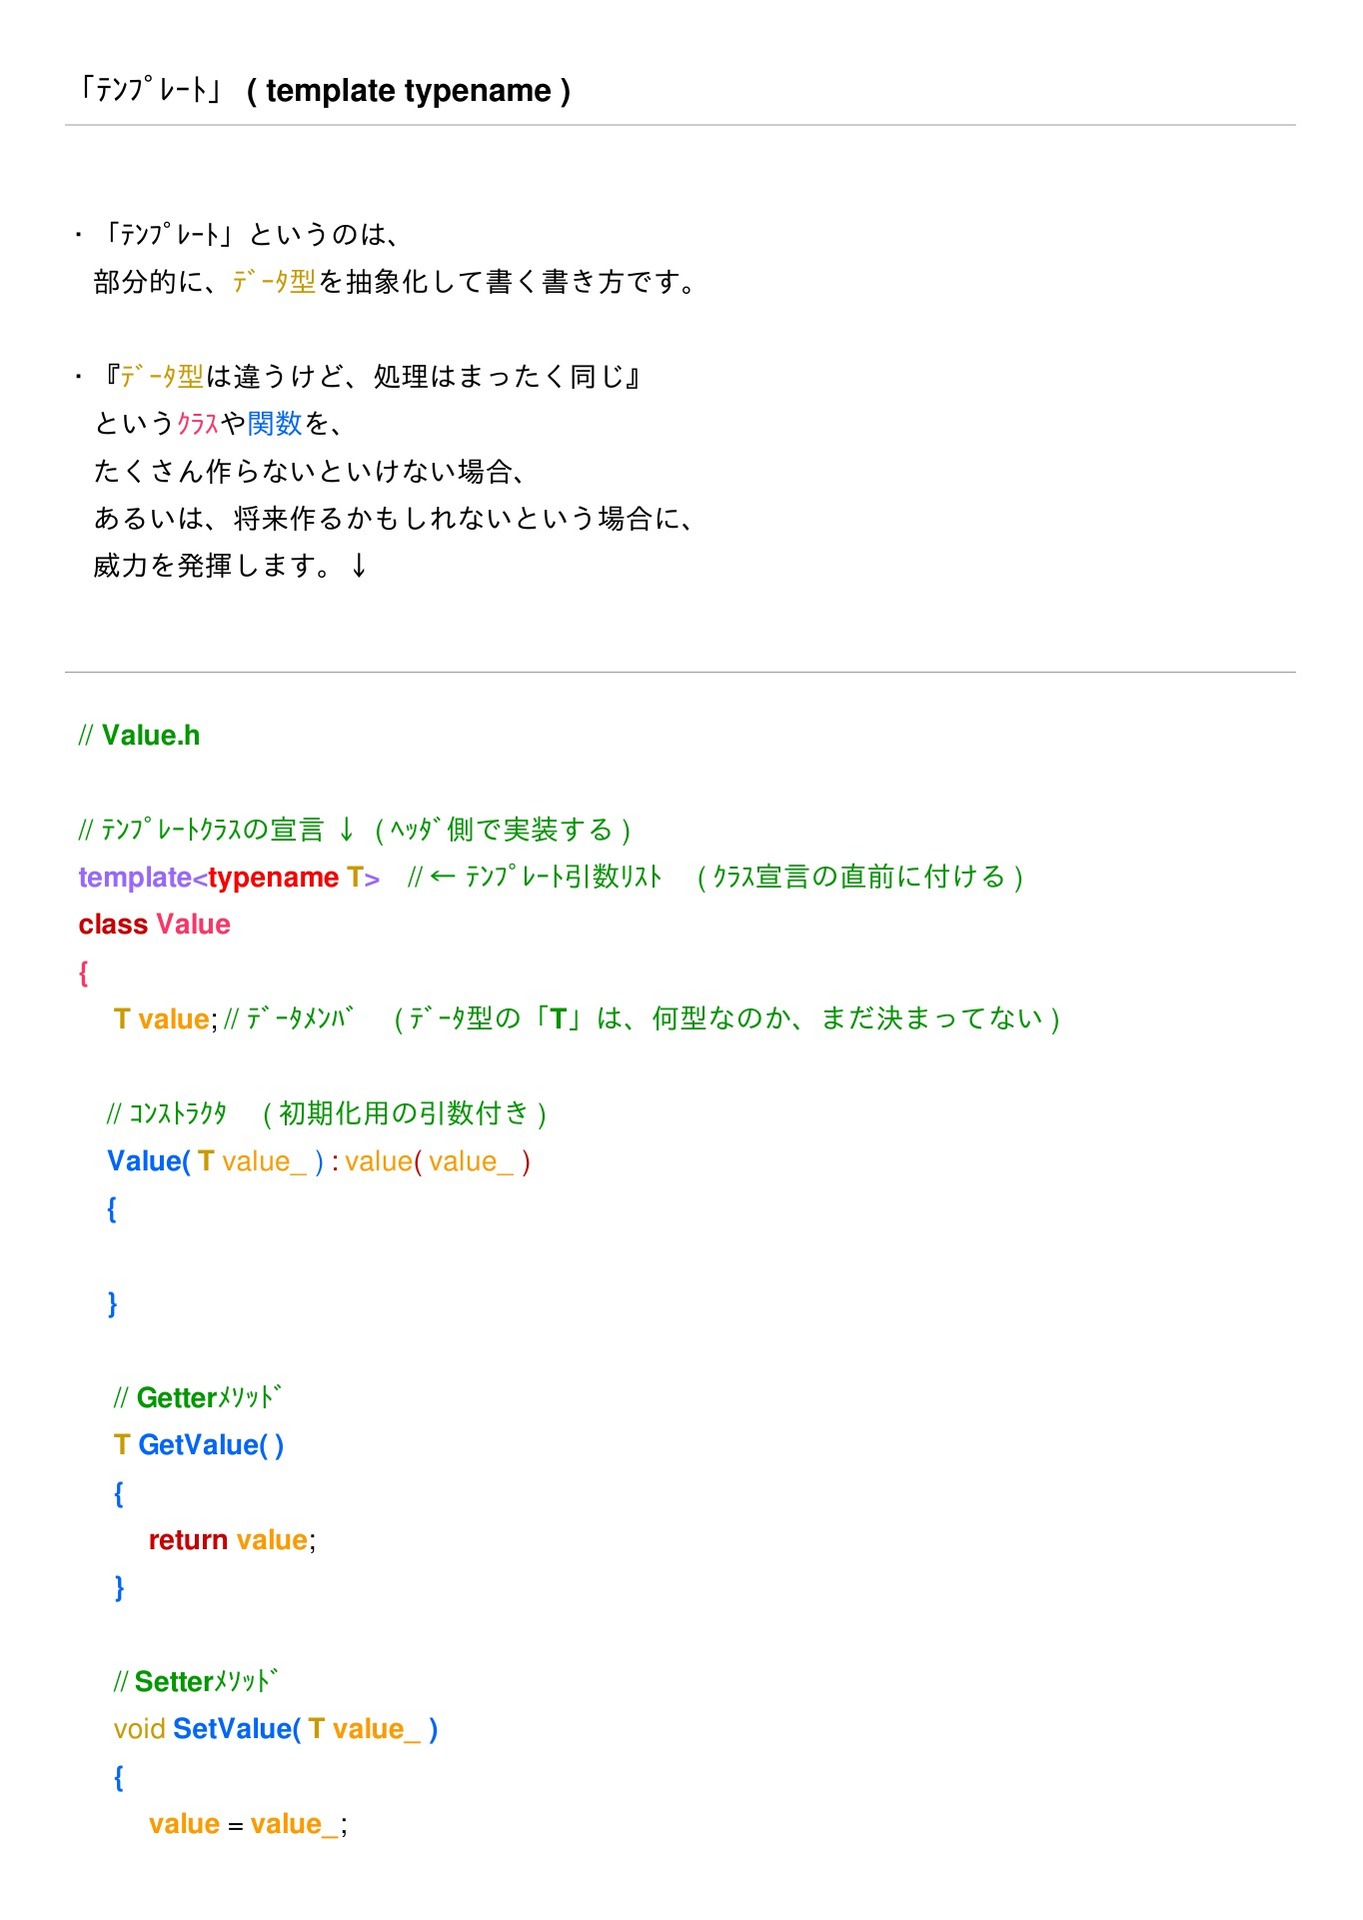 「ﾃﾝﾌﾟﾚｰﾄ」 ( template typename )
・「ﾃﾝﾌﾟﾚｰﾄ」というのは、
部分的に、ﾃﾞｰﾀ型を抽象化して書く書き方です。
・『ﾃﾞｰﾀ型は違うけど、処理はまったく同じ』
というｸﾗｽや関数を、
たくさん作らないといけない場合、
あるいは、将来作るかもしれないという場合に、
威力を発揮します。↓
// Value.h
// ﾃﾝﾌﾟﾚｰﾄｸﾗｽの宣言 ↓ ( ﾍｯﾀﾞ側で実装する )
template<typename T> // ← ﾃﾝﾌﾟﾚｰﾄ引数ﾘｽﾄ ( ｸﾗｽ宣言の直前に付ける )
class Value
{
T value; // ﾃﾞｰﾀﾒﾝﾊﾞ ( ﾃﾞｰﾀ型の「T」は、何型なのか、まだ決まってない )
// ｺﾝｽﾄﾗｸﾀ ( 初期化用の引数付き )
Value( T value_ ) : value( value_ )
{
}
// Getterﾒｿｯﾄﾞ
T GetValue( )
{
return value;
}
// Setterﾒｿｯﾄﾞ
void SetValue( T value_ )
{
value = value_;